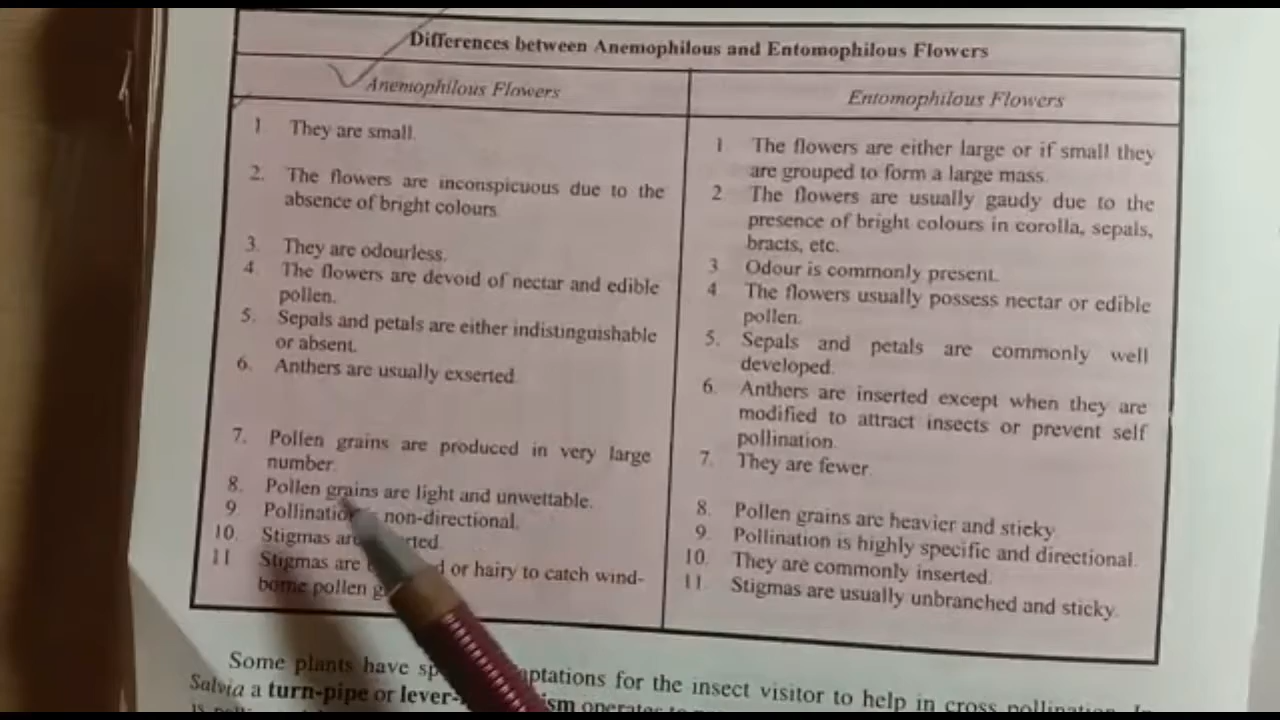 Differences between Anemophilous and Entomophilous Flowers
Anemophilous Flowers
1 They are small.
2. The flowers are inconspicuous due to the
absence of bright colours.
3. They are odourless.
4. The flowers are devoid of nectar and edible
pollen.
5. Sepals and petals are either indistinguishable
or absent.
6. Anthers are usually exserted.
7. Pollen grains are produced in very large
number.
8. Pollen grains are light and unwettable.
9. non-directional.
10. Stigmas
11 Stigmas are or hairy to catch wind-
borne pollen
Entomophilous Flowers
1 The flowers are either large or if small they
are grouped to form a large mass.
2 The flowers are usually gaudy due to the
presence of bright colours in corolla, sepals,
bracts, etc.
3 Odour is commonly present.
4 The flowers usually possess nectar or edible
pollen.
5. Sepals and petals are commonly well
developed.
6. Anthers are inserted except when they are
modified to attract insects or prevent self
pollination.
7. They are fewer.
8. Pollen grains are heavier and sticky
9. Pollination is highly specific and directional.
10. They are commonly inserted.
11 Stigmas are usually unbranched and sticky.
Some plants have for the insect visitor to help in cross pollination. In
Salvia a turn-pipe or operates